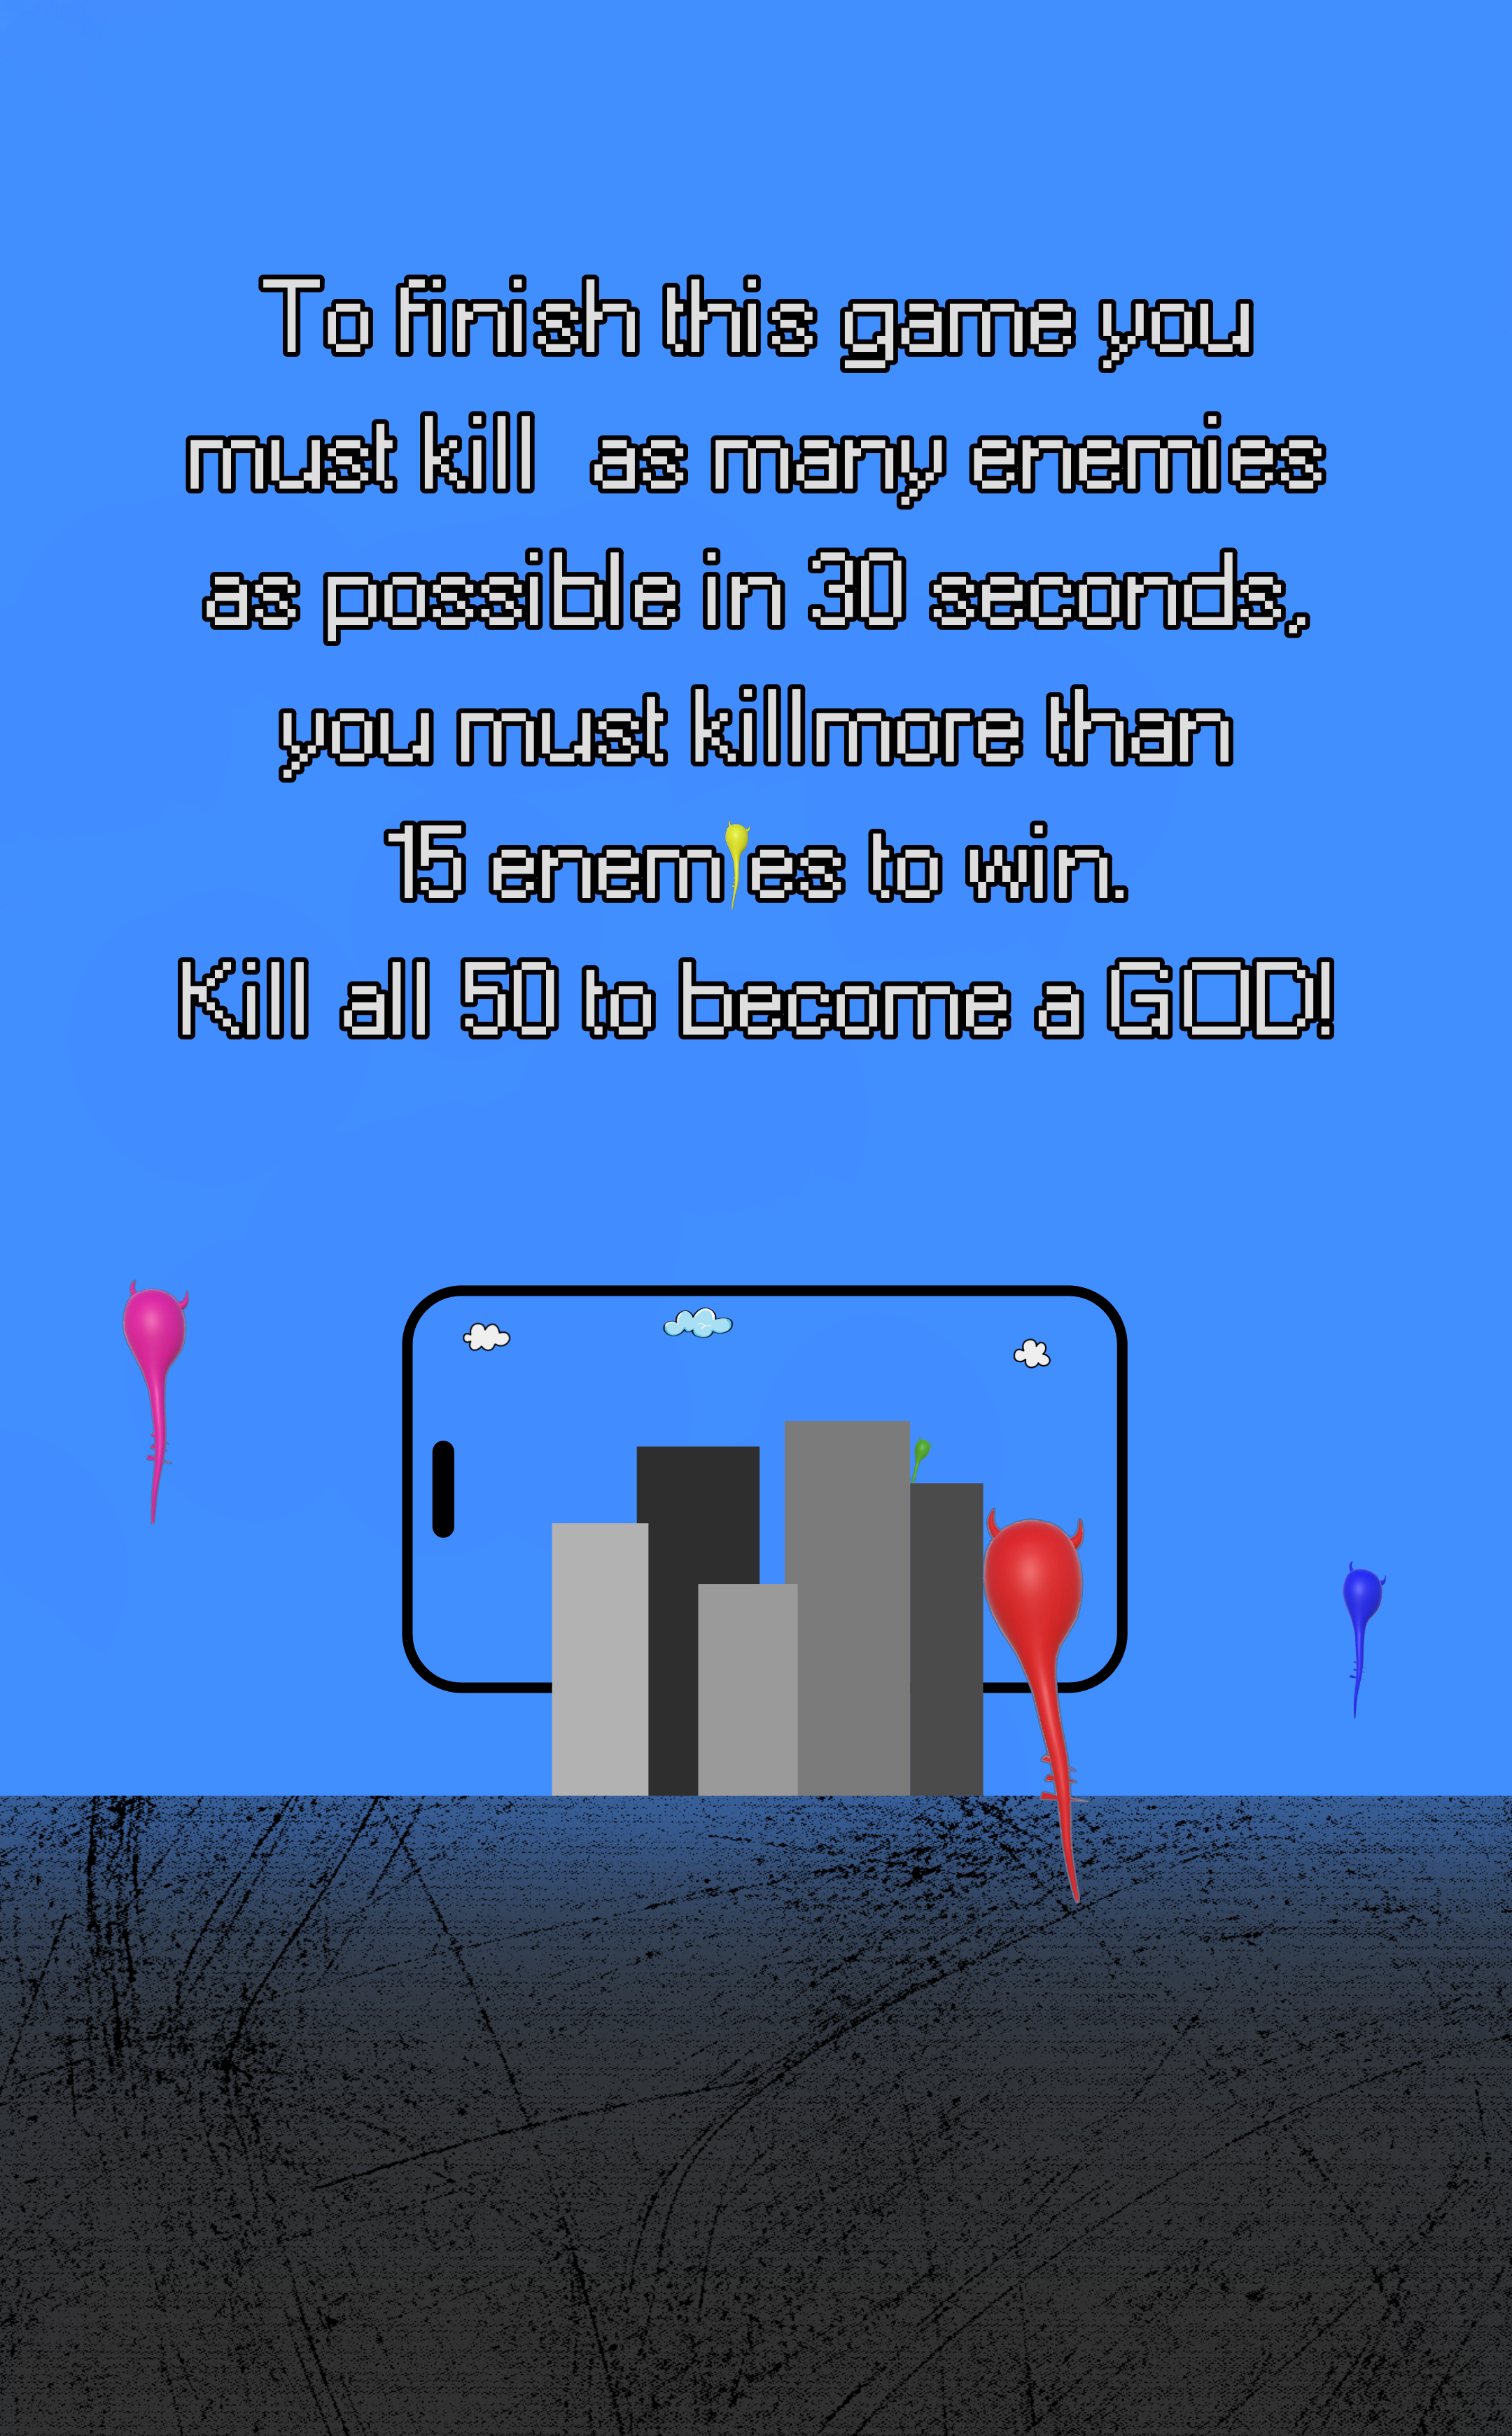 To finish this game you
must kill  as many enemies
as possible in 30 seconds,
you must killmore than
15 enemies to win.
Kill all 50 to become a GOD!